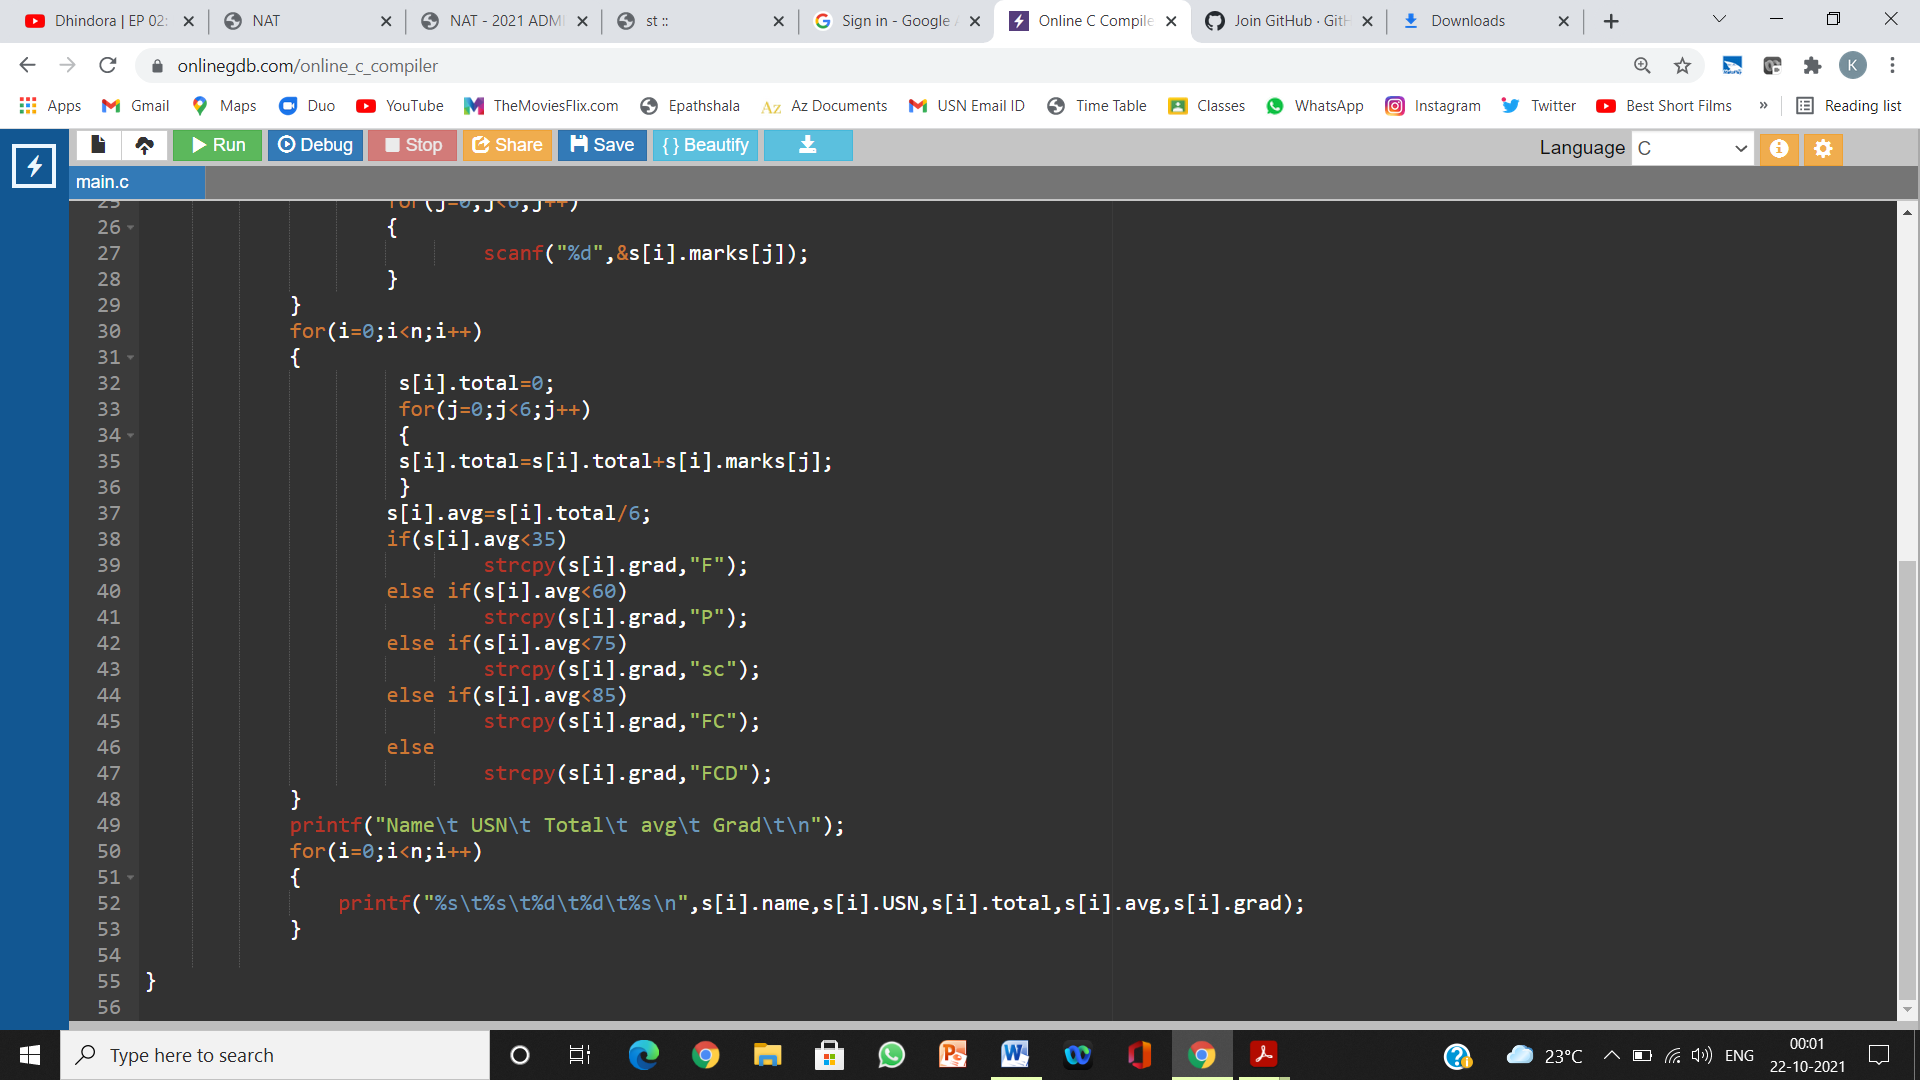 Dhindora | EP 02:
NAT
NAT - 2021 ADMI
st ::
Sign in - Google A
Online C Compile
Join GitHub · GitH
Downloads
onlinegdb.com/online_c_compiler
K
Apps
Gmail
Maps
Duo
YouTube
TheMoviesFlix.com
Epathshala
Az Documents
USN Email ID
Time Table
Classes
WhatsApp
Instagram
Twitter
Best Short Films
»
Reading list
Run
Debug
Stop
Share
Save
{ } Beautify
Language C
main.c
25 for(j=0;j<6;j++)
26 {
27 scanf("%d",&s[i].marks[j]);
28 }
29 }
30 for(i=0;i<n;i++)
31 {
32 s[i].total=0;
33 for(j=0;j<6;j++)
34 {
35 s[i].total=s[i].total+s[i].marks[j];
36 }
37 s[i].avg=s[i].total/6;
38 if(s[i].avg<35)
39 strcpy(s[i].grad,"F");
40 else if(s[i].avg<60)
41 strcpy(s[i].grad,"P");
42 else if(s[i].avg<75)
43 strcpy(s[i].grad,"sc");
44 else if(s[i].avg<85)
45 strcpy(s[i].grad,"FC");
46 else
47 strcpy(s[i].grad,"FCD");
48 }
49 printf("Name\t USN\t Total\t avg\t Grad\t\n");
50 for(i=0;i<n;i++)
51 {
52 printf("%s\t%s\t%d\t%d\t%s\n",s[i].name,s[i].USN,s[i].total,s[i].avg,s[i].grad);
53 }
54
55 }
56
Type here to search
23°C
ENG
00:01
22-10-2021